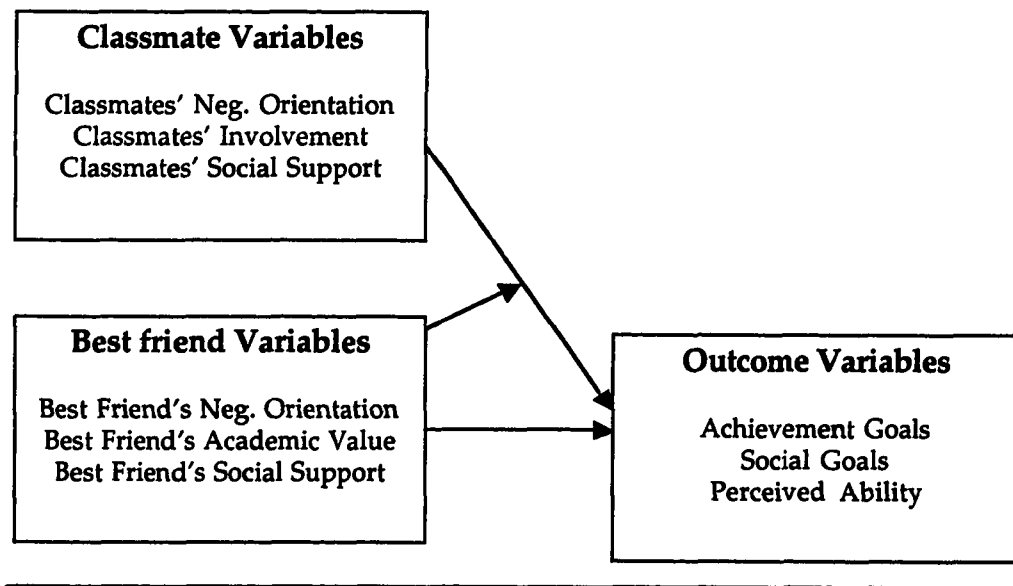 Classmate Variables
Classmates' Neg. Orientation
Classmates' Involvement
Classmates' Social Support
Best friend Variables
Best Friend's Neg. Orientation
Best Friend's Academic Value
Best Friend's Social Support
Outcome Variables
Achievement Goals
Social Goals
Perceived Ability